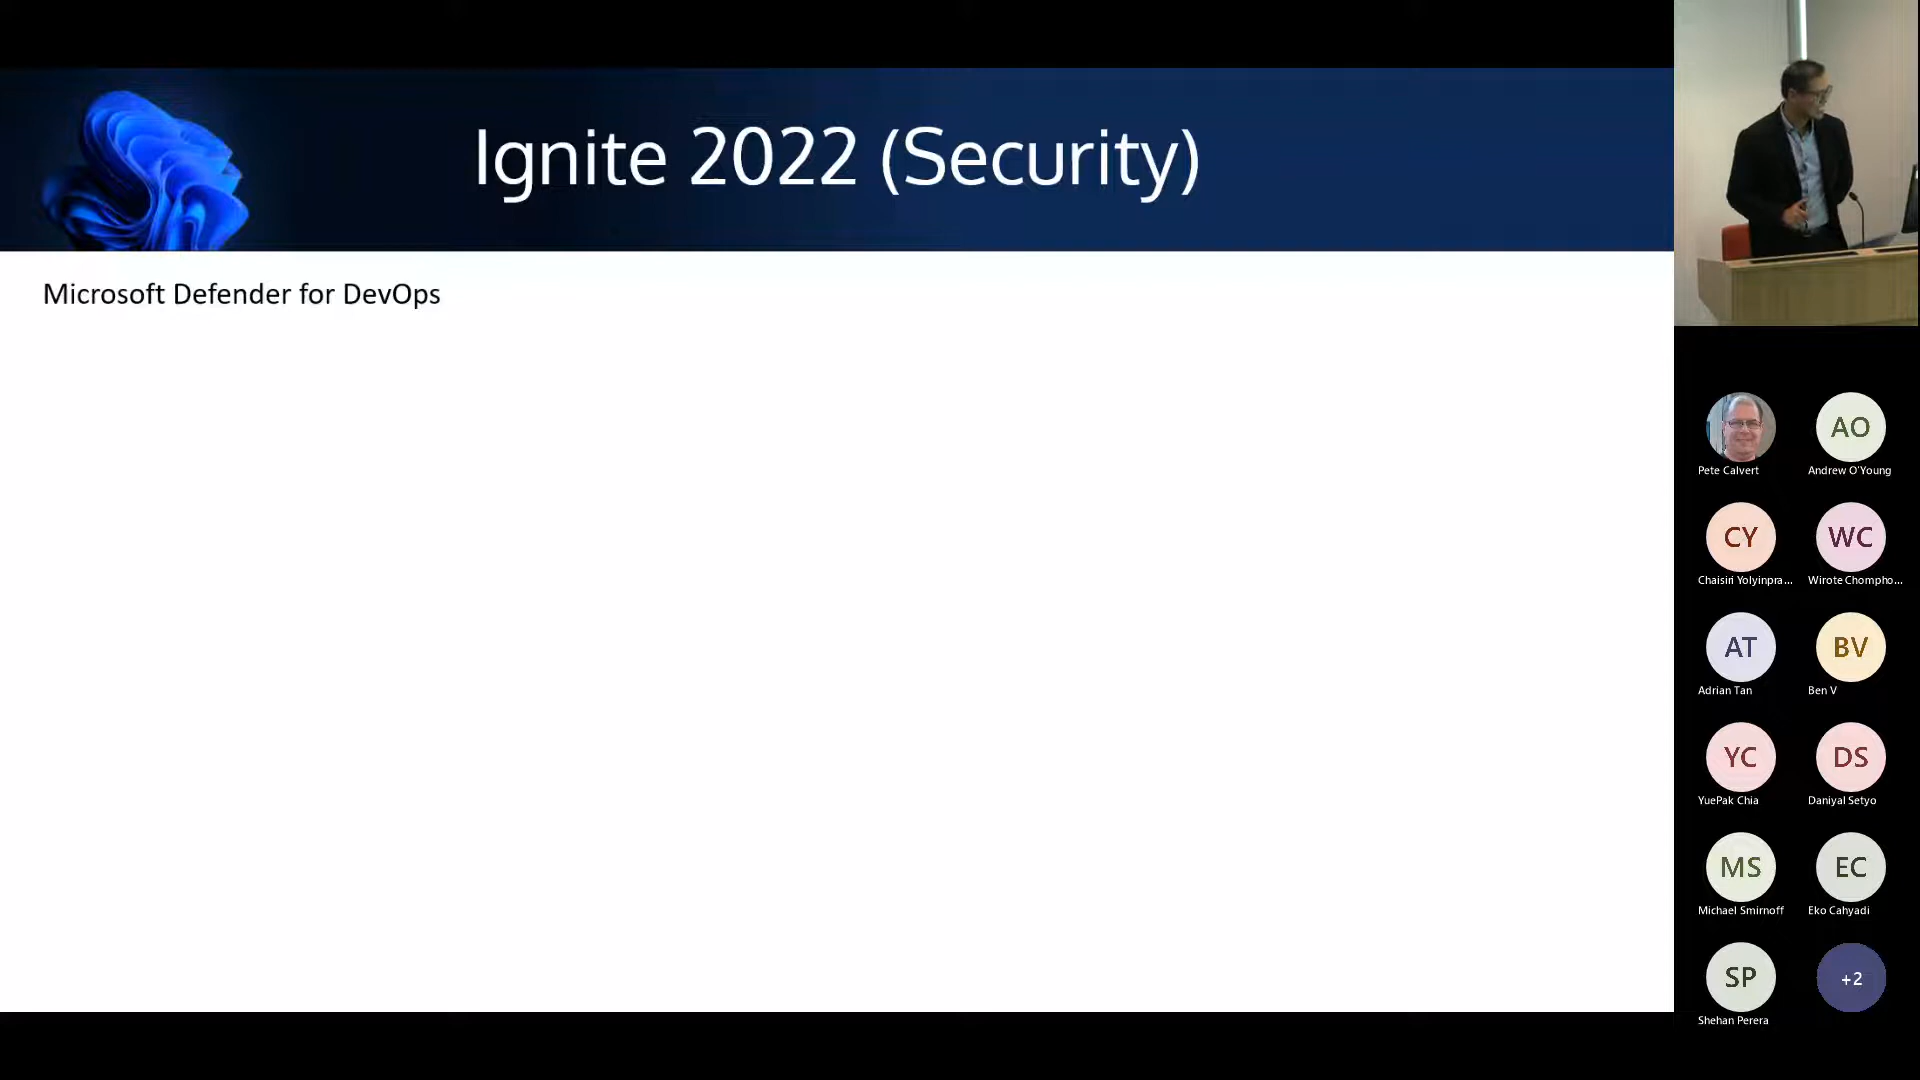 Ignite 2022 (Security)
Microsoft Defender for DevOps
Pete Calvert
AO
Andrew O'Young
CY
Chaisiri Yolyinpra...
WC
Wirote Chompho...
AT
Adrian Tan
BV
Ben V
YC
YuePak Chia
DS
Daniyal Setyo
MS
Michael Smirnoff
EC
Eko Cahyadi
SP
Shehan Perera
+2